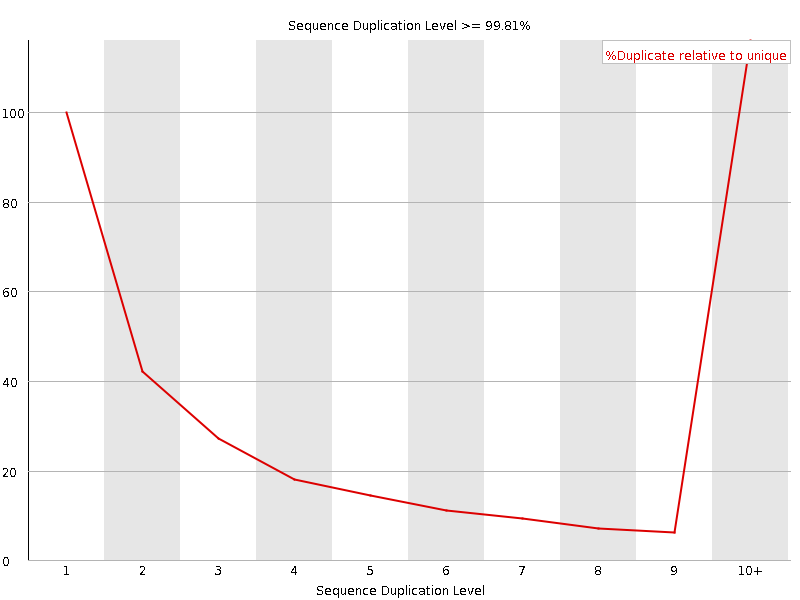 Sequence Duplication Level >= 99.81%
%Duplicate relative to unique
100
80
60
40
20
0
1 2 3 4 5 6 7 8 9 10+
Sequence Duplication Level